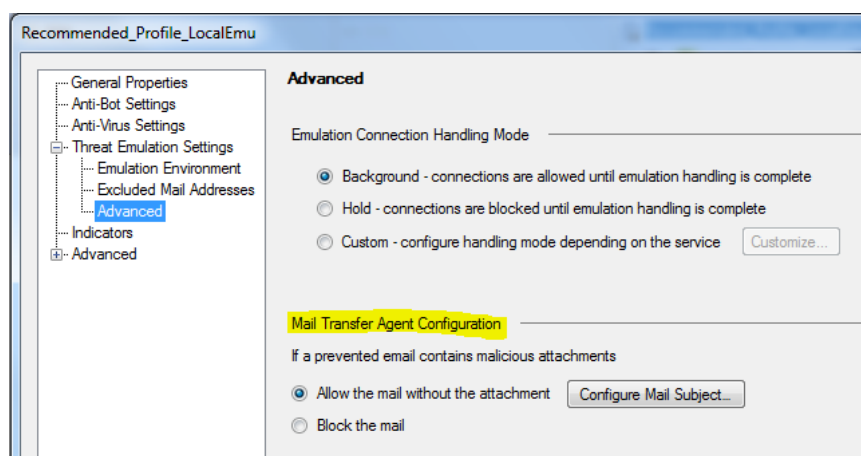 Recommended_Profile_LocalEmu
General Properties
Anti-Bot Settings
Anti-Virus Settings
Threat Emulation Settings
Emulation Environment
Excluded Mail Addresses
Advanced
Indicators
Advanced
Advanced
Emulation Connection Handling Mode
Background - connections are allowed until emulation handling is complete
Hold - connections are blocked until emulation handling is complete
Custom - configure handling mode depending on the service Customize...
Mail Transfer Agent Configuration
If a prevented email contains malicious attachments
Allow the mail without the attachment Configure Mail Subject...
Block the mail